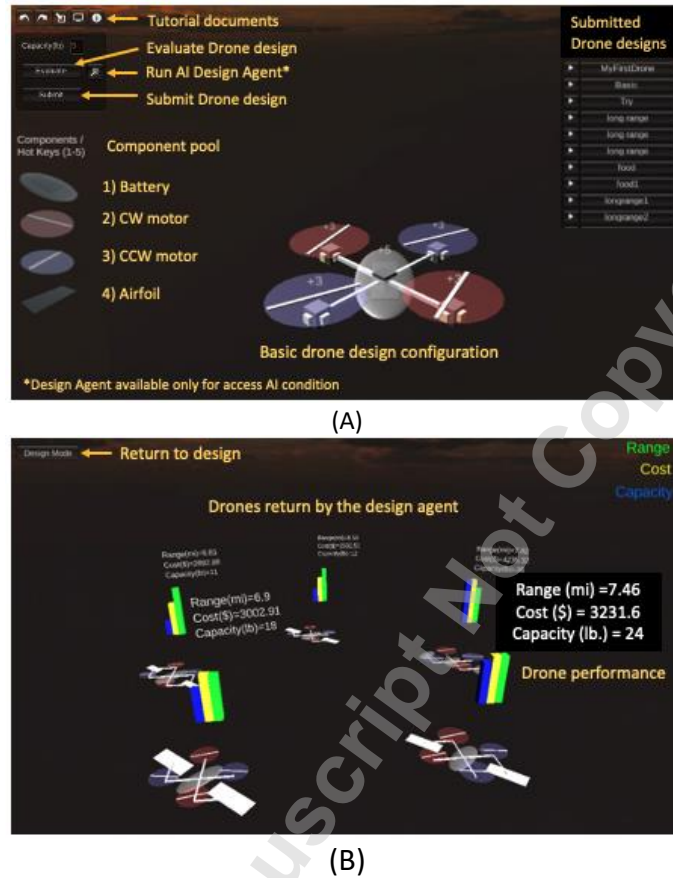 Tutorial documents
Capacity(lb)
Evaluate Drone design
Evaluate
Run AI Design Agent*
Submit
Submit Drone design
Submitted
Drone designs
MyFirstDrone
Basic
Try
long range
long range
long range
food
food1
longrange1
longrange2
Components /
Hot Keys (1-5)
Component pool
1) Battery
2) CW motor
3) CCW motor
4) Airfoil
+3
+3
+3
Basic drone design configuration
*Design Agent available only for access AI condition
(A)
Design Mode
Return to design
Range
Cost
Capacity
Drones return by the design agent
Range(mi)=6.9
Cost($)=3002.91
Capacity(lb)=18
Range (mi) =7.46
Cost ($) = 3231.6
Capacity (lb.) = 24
Drone performance
(B)